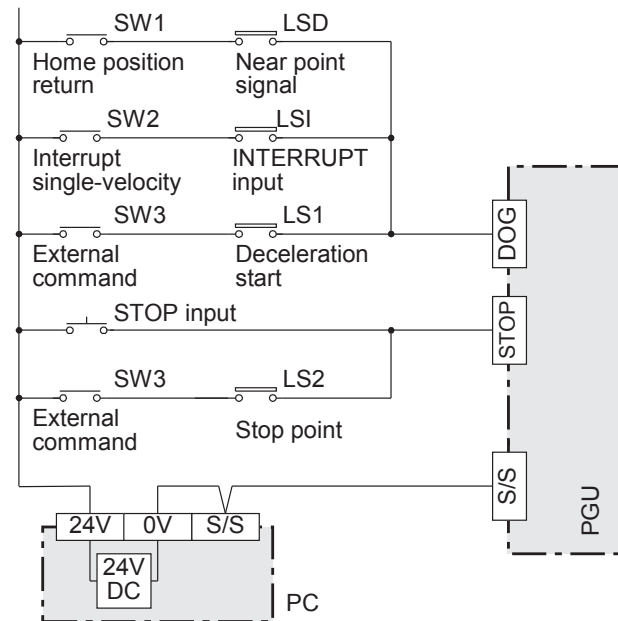 SW1 LSD
Home position return
Near point signal
SW2 LSI
Interrupt single-velocity
INTERRUPT input
SW3 LS1
External command
Deceleration start
DOG
STOP input
STOP
SW3 LS2
External command
Stop point
S/S
PGU
24V 0V S/S
24V
DC
PC